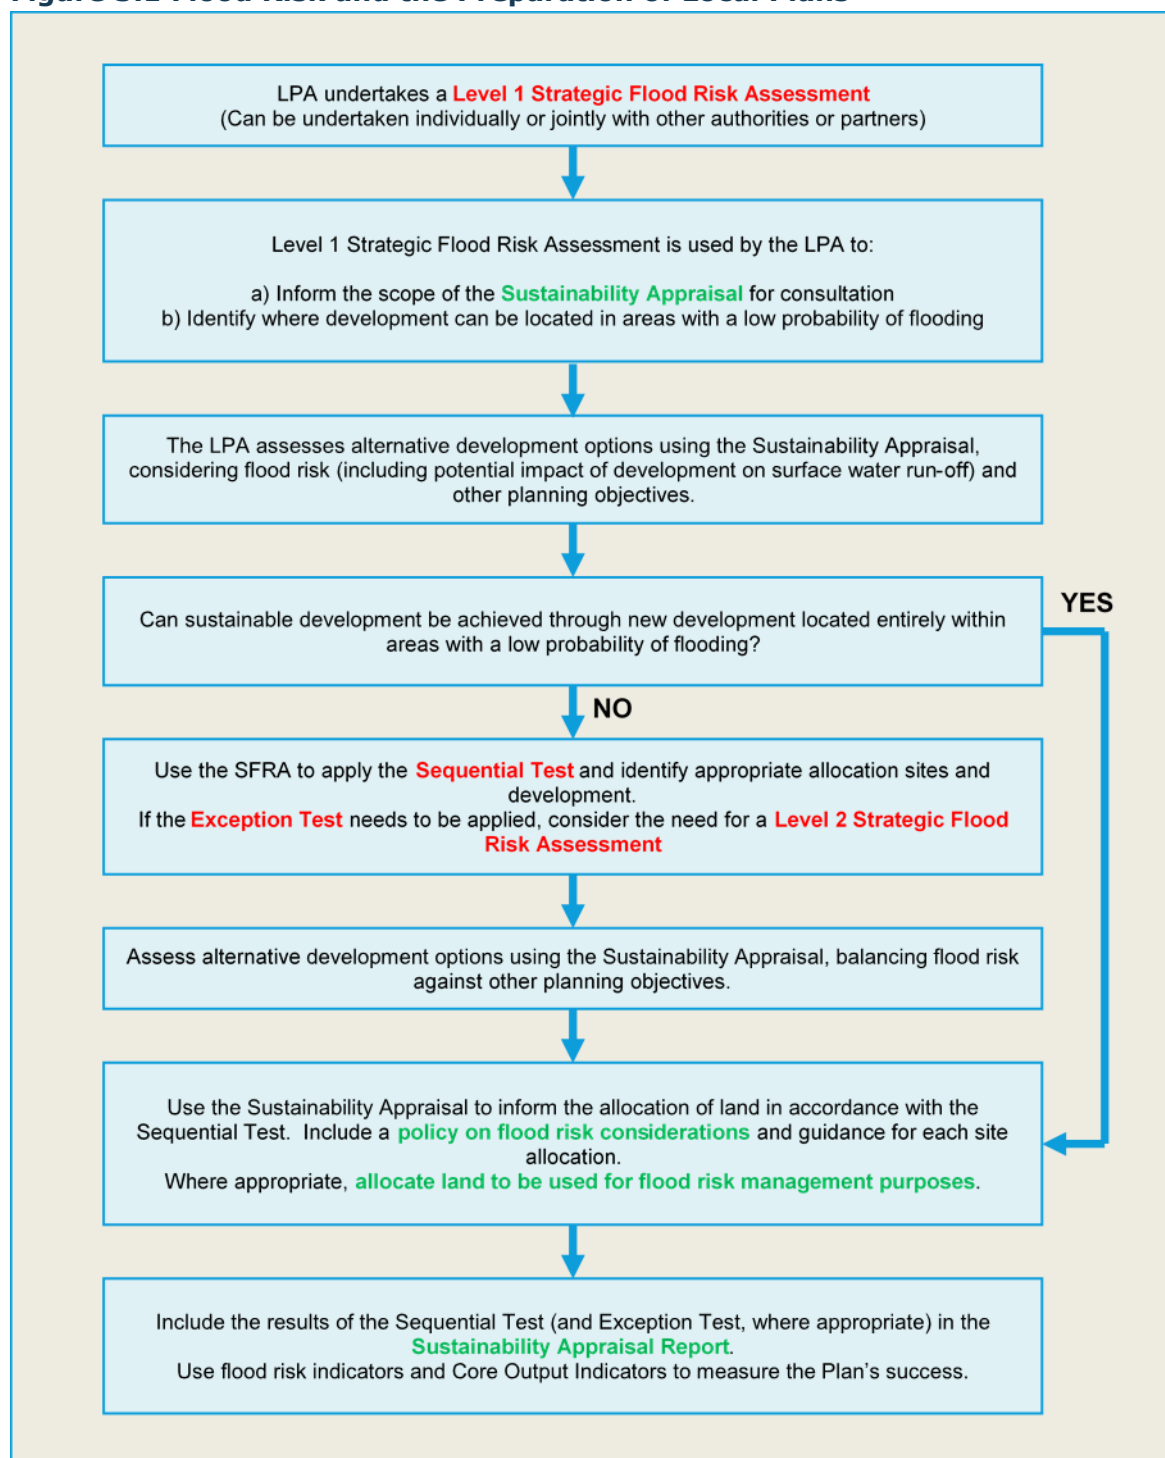 LPA undertakes a Level 1 Strategic Flood Risk Assessment
(Can be undertaken individually or jointly with other authorities or partners)
Level 1 Strategic Flood Risk Assessment is used by the LPA to:
a) Inform the scope of the Sustainability Appraisal for consultation
b) Identify where development can be located in areas with a low probability of flooding
The LPA assesses alternative development options using the Sustainability Appraisal,
considering flood risk (including potential impact of development on surface water run-off) and
other planning objectives.
Can sustainable development be achieved through new development located entirely within
areas with a low probability of flooding?
YES
NO
Use the SFRA to apply the Sequential Test and identify appropriate allocation sites and
development.
If the Exception Test needs to be applied, consider the need for a Level 2 Strategic Flood
Risk Assessment
Assess alternative development options using the Sustainability Appraisal, balancing flood risk
against other planning objectives.
Use the Sustainability Appraisal to inform the allocation of land in accordance with the
Sequential Test. Include a policy on flood risk considerations and guidance for each site
allocation.
Where appropriate, allocate land to be used for flood risk management purposes.
Include the results of the Sequential Test (and Exception Test, where appropriate) in the
Sustainability Appraisal Report.
Use flood risk indicators and Core Output Indicators to measure the Plan's success.